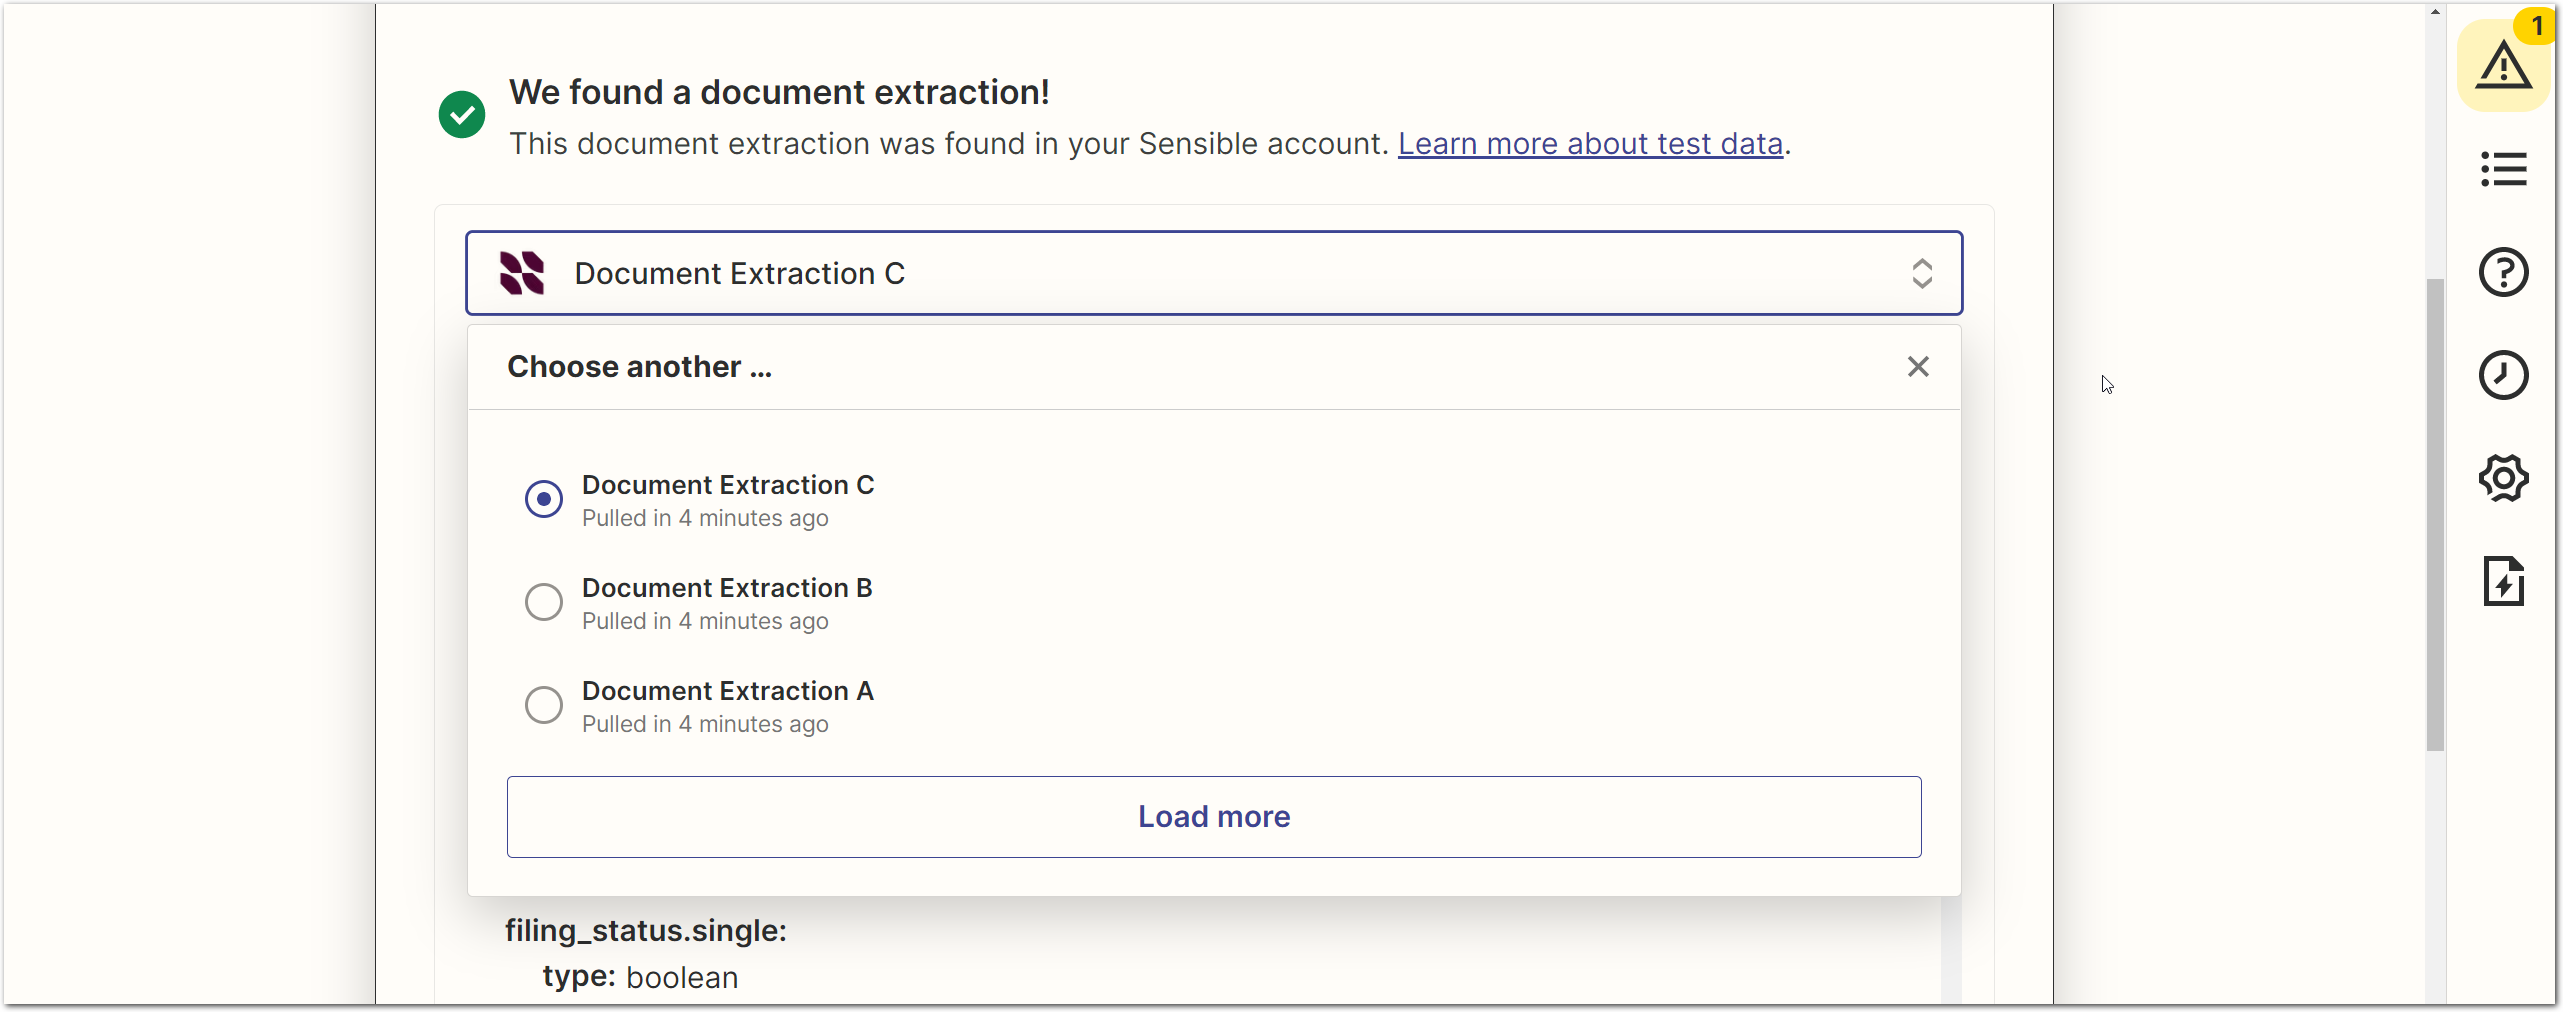 1
We found a document extraction!
This document extraction was found in your Sensible account. Learn more about test data.
Document Extraction C
Choose another ...
Document Extraction C
Pulled in 4 minutes ago
Document Extraction B
Pulled in 4 minutes ago
Document Extraction A
Pulled in 4 minutes ago
Load more
filing_status.single:
type: boolean